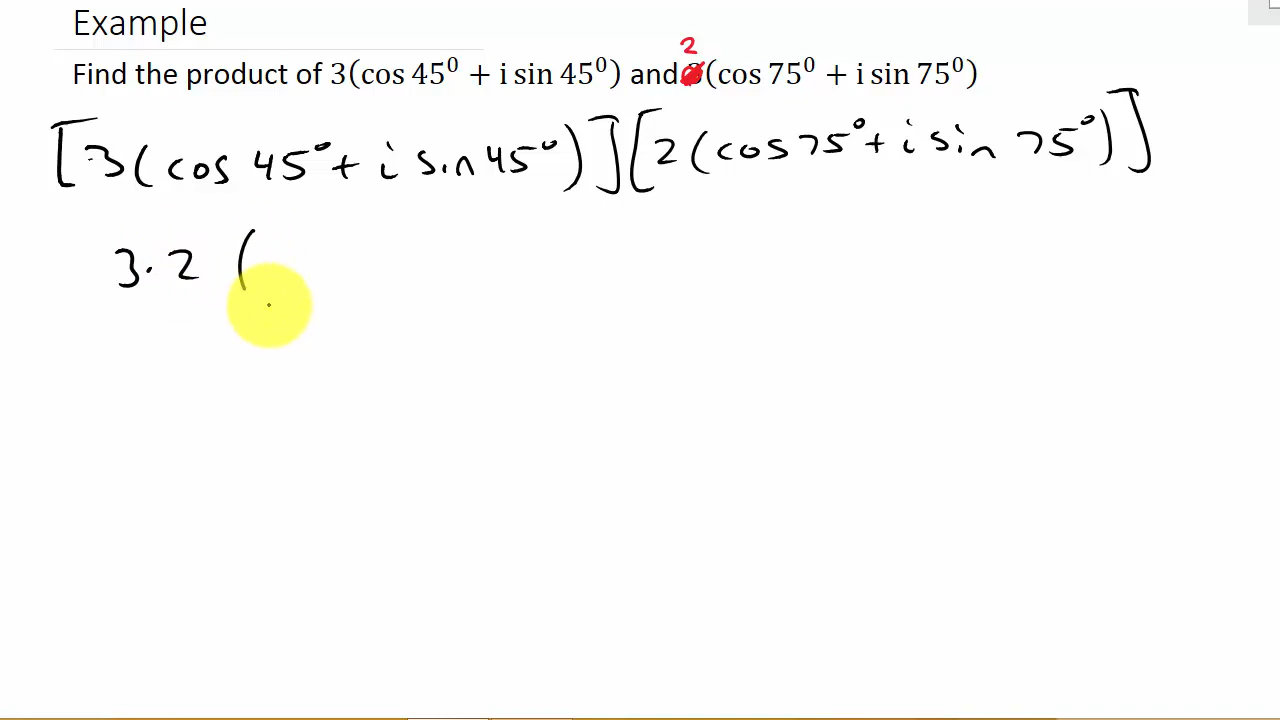 Example
2
Find the product of 3(cos 45⁰ + i sin 45⁰) and (cos 75⁰ + i sin 75⁰)
[3(cos 45° + i sin 45°)][2(cos 75° + i sin 75°)]
3·2 (